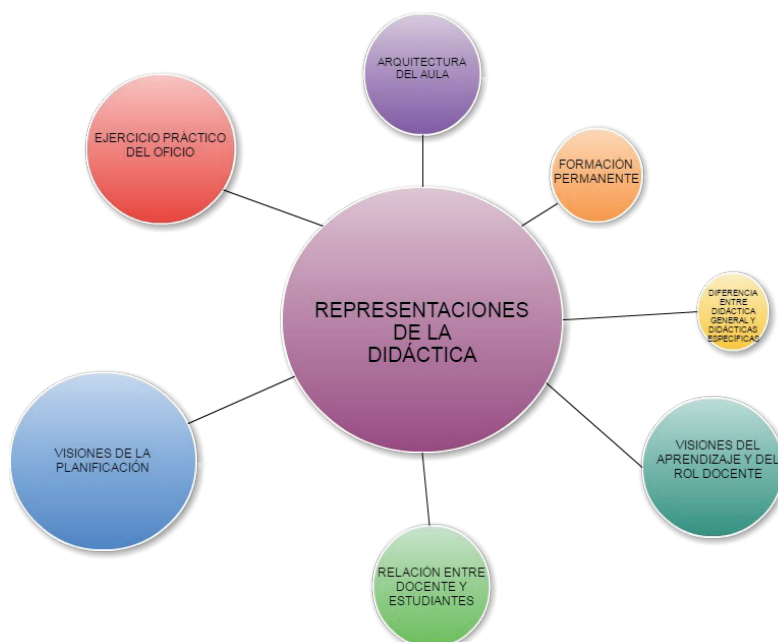 ARQUITECTURA
DEL AULA
EJERCICIO PRÁCTICO
DEL OFICIO
FORMACIÓN
PERMANENTE
REPRESENTACIONES
DE LA
DIDÁCTICA
DIFERENCIA
ENTRE
DIDÁCTICA
GENERAL Y
DIDÁCTICAS
ESPECÍFICAS
VISIONES DE LA
PLANIFICACIÓN
VISIONES DEL
APRENDIZAJE Y DEL
ROL DOCENTE
RELACIÓN ENTRE
DOCENTE Y
ESTUDIANTES